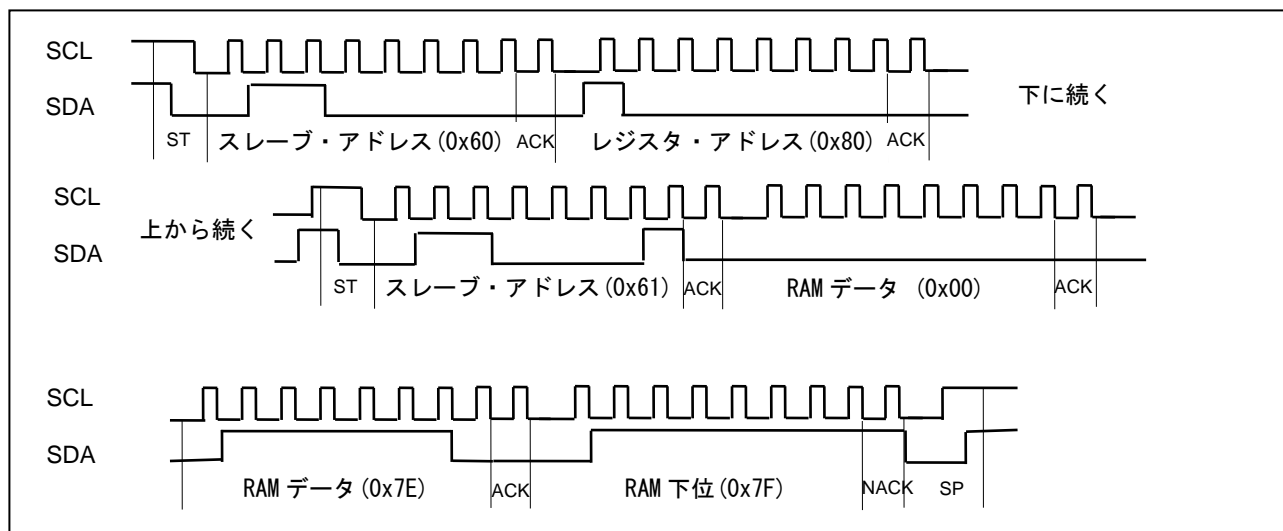 SCL
SDA
下に続く
ST スレーブ・アドレス(0x60) ACK レジスタ・アドレス(0x80) ACK
SCL
上から続く
SDA
ST スレーブ・アドレス(0x61) ACK RAM データ (0x00) ACK
SCL
SDA
RAM データ(0x7E) ACK RAM 下位(0x7F) NACK SP